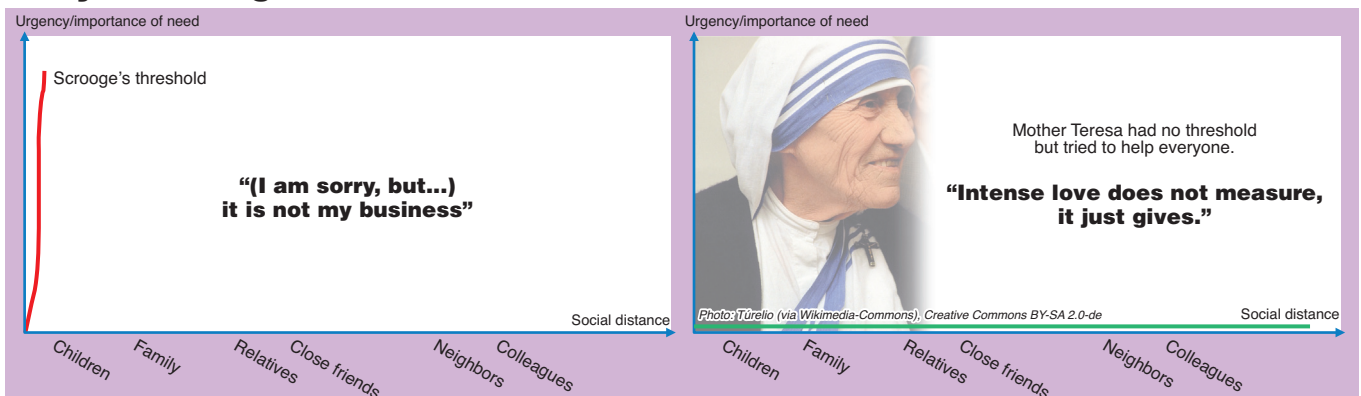 Urgency/importance of need
Scrooge's threshold
“(I am sorry, but...)
it is not my business”
Social distance
Children
Family
Relatives
Close friends
Neighbors
Colleagues
Urgency/importance of need
Mother Teresa had no threshold
but tried to help everyone.
“Intense love does not measure,
it just gives.”
Photo: Túrelio (via Wikimedia-Commons), Creative Commons BY-SA 2.0-de
Social distance
Children
Family
Relatives
Close friends
Neighbors
Colleagues